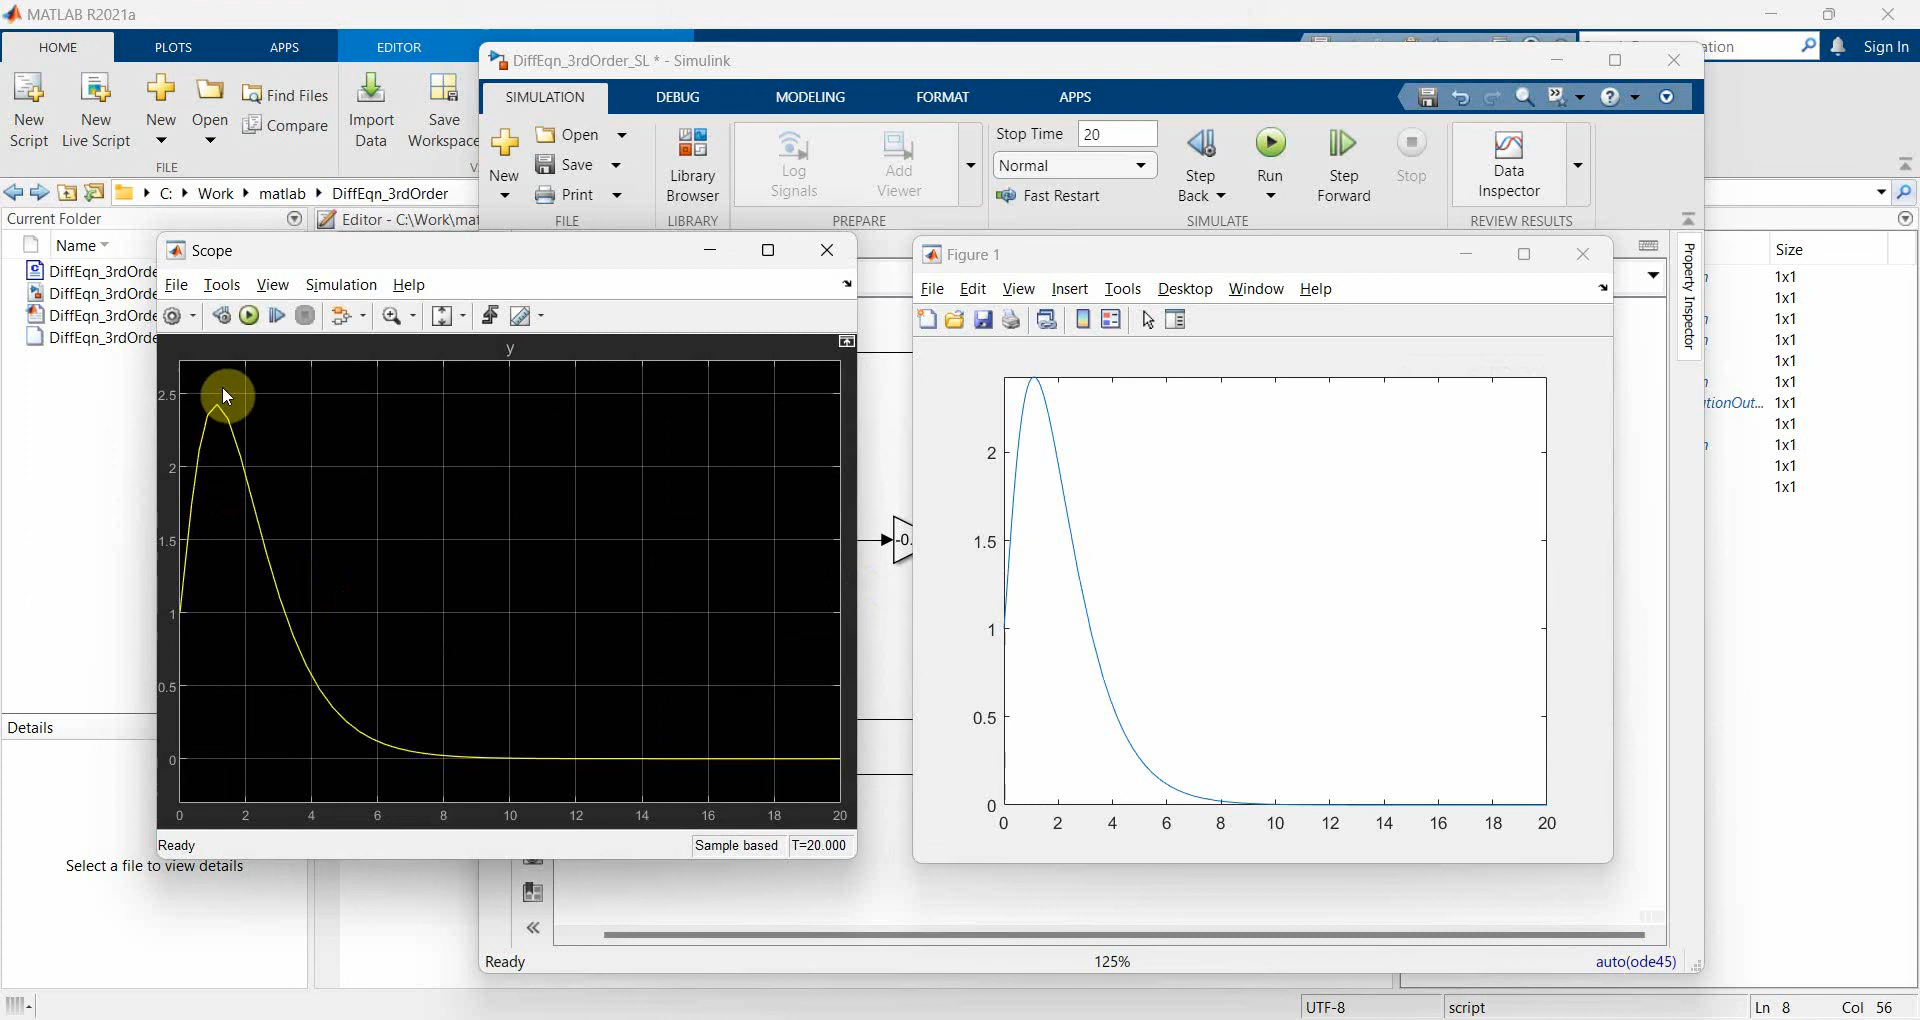 MATLAB R2021a
HOME PLOTS APPS EDITOR
Sign In
New Script
New Live Script
New
Open
Find Files
Compare
Import Data
Save Workspace
FILE
C: Work matlab DiffEqn_3rdOrder
Current Folder
Editor - C:\Work\mat
Name
DiffEqn_3rdOrde
DiffEqn_3rdOrde
DiffEqn_3rdOrde
DiffEqn_3rdOrde
Details
Select a file to view details
DiffEqn_3rdOrder_SL * - Simulink
SIMULATION DEBUG MODELING FORMAT APPS
New
Open
Save
Print
FILE
Library Browser
LIBRARY
Log Signals
Add Viewer
PREPARE
Stop Time 20
Normal
Fast Restart
Step Back
Run
Step Forward
Stop
SIMULATE
Data Inspector
REVIEW RESULTS
Property Inspector
Size
1x1
1x1
1x1
1x1
1x1
1x1
tionOut... 1x1
1x1
1x1
1x1
1x1
Scope
File Tools View Simulation Help
y
2.5
2
1.5
1
0.5
0
0 2 4 6 8 10 12 14 16 18 20
Ready
Sample based T=20.000
-0.
Figure 1
File Edit View Insert Tools Desktop Window Help
2
1.5
1
0.5
0
0 2 4 6 8 10 12 14 16 18 20
Ready 125% auto(ode45)
UTF-8 script Ln 8 Col 56